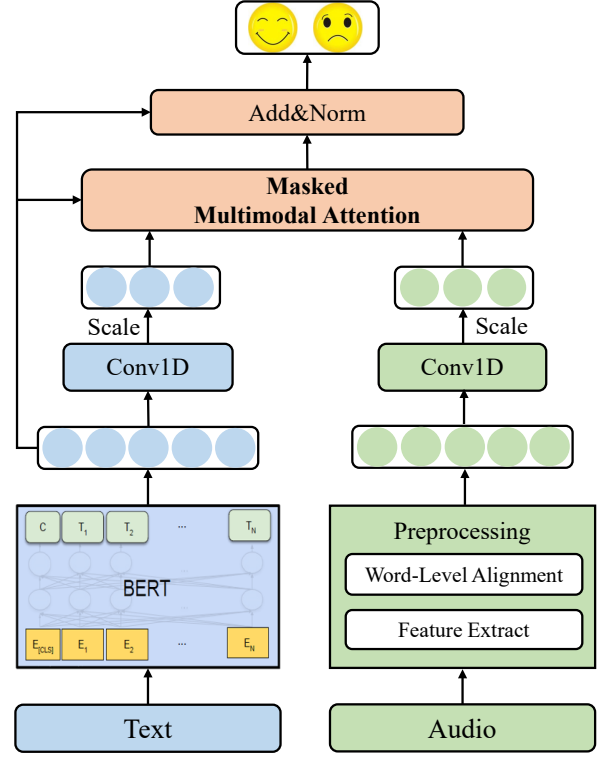 Add&Norm
Masked
Multimodal Attention
Scale
Scale
Conv1D
Conv1D
C T1 T2 ... TN
BERT
E[CLS] E1 E2 ... EN
Preprocessing
Word-Level Alignment
Feature Extract
Text
Audio